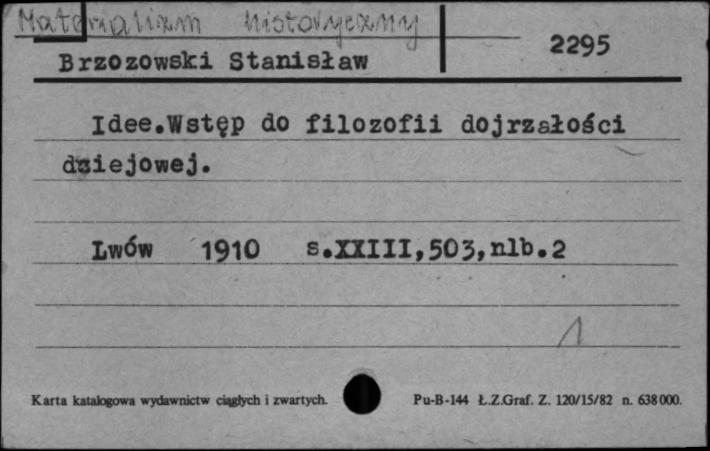 Materializm historyczny
2295
Brzozowski Stanisław
Idee.Wstęp do filozofii dojrzałości
dziejowej.
Lwów 1910 s.XXIII,503,nlb.2
1
Karta katalogowa wydawnictw ciągłych i zwartych. Pu-B-144 Ł.Z.Graf. Z. 120/15/82 n. 638000.